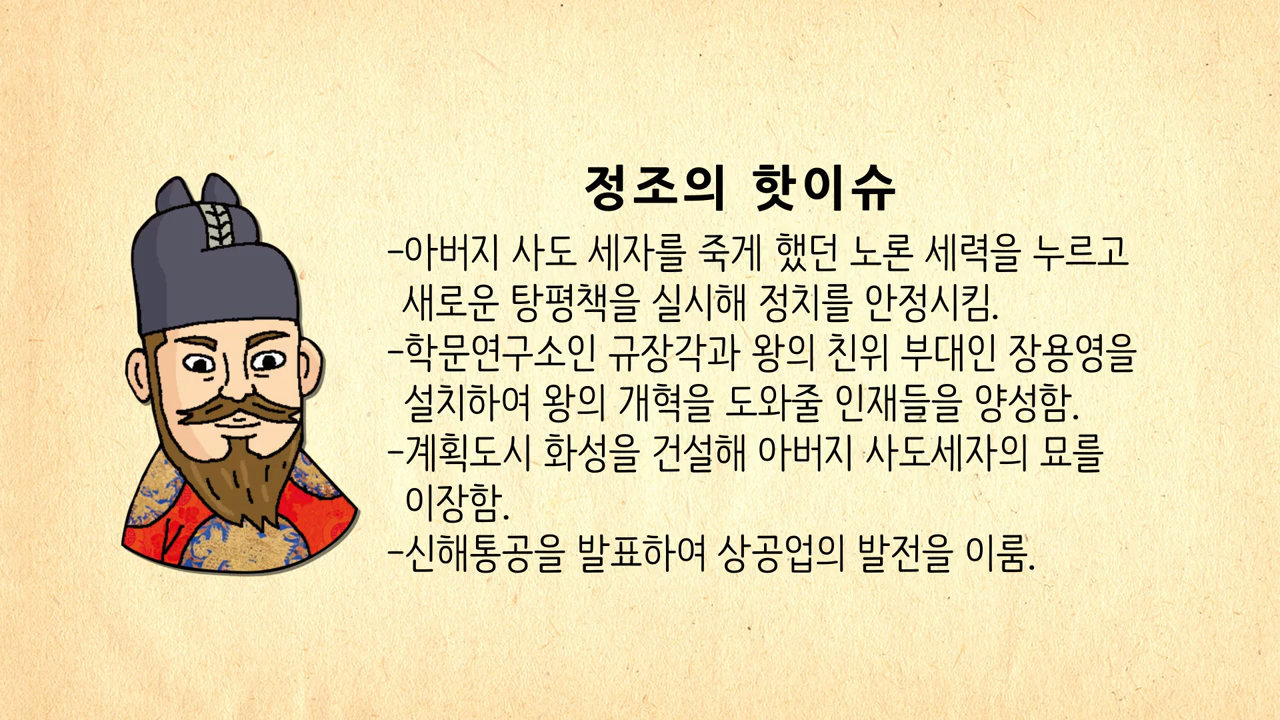 정조의 핫이슈
-아버지 사도 세자를 죽게 했던 노론 세력을 누르고
새로운 탕평책을 실시해 정치를 안정시킴.
-학문연구소인 규장각과 왕의 친위 부대인 장용영을
설치하여 왕의 개혁을 도와줄 인재들을 양성함.
-계획도시 화성을 건설해 아버지 사도세자의 묘를
이장함.
-신해통공을 발표하여 상공업의 발전을 이룸.